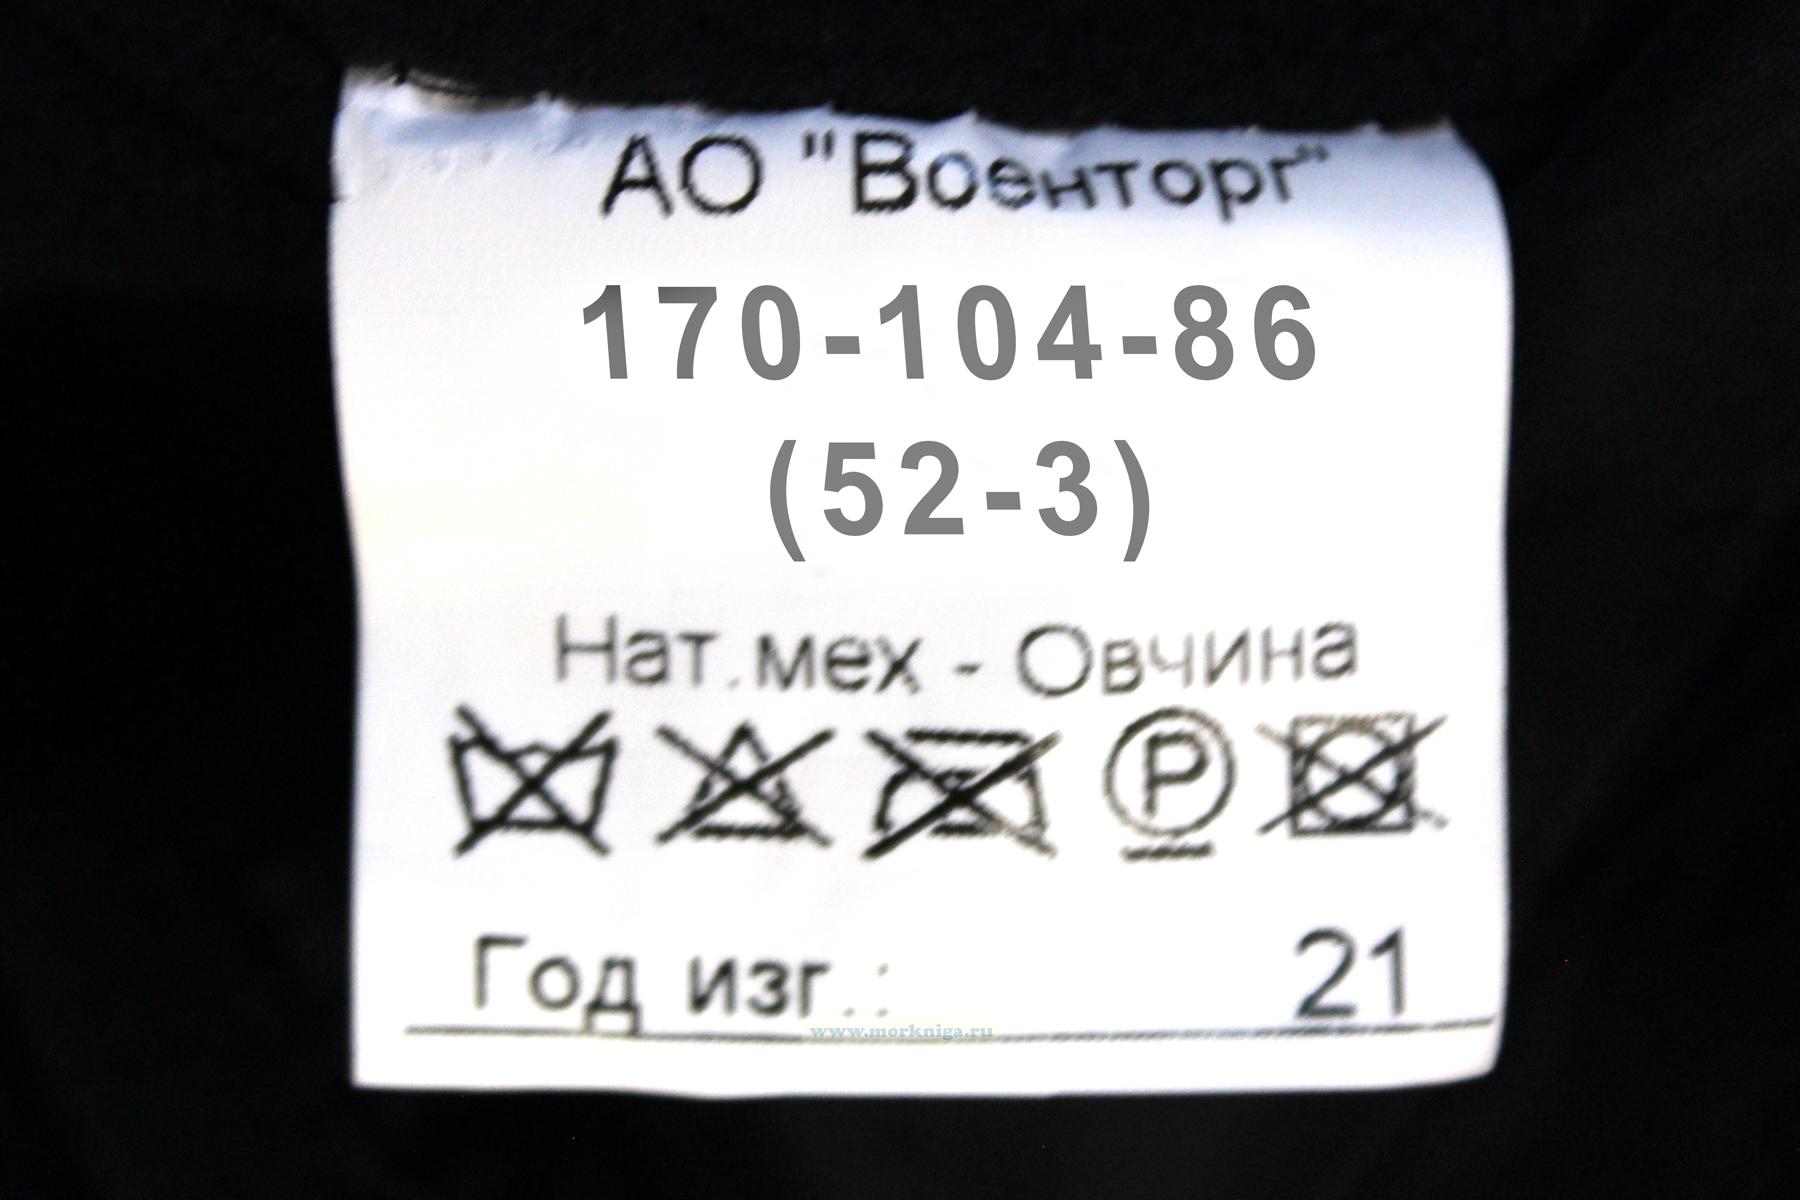 АО "Военторг"
170-104-86
(52-3)
Нат.мех - Овчина
P
Год изг.: 21
www.morkniga.ru